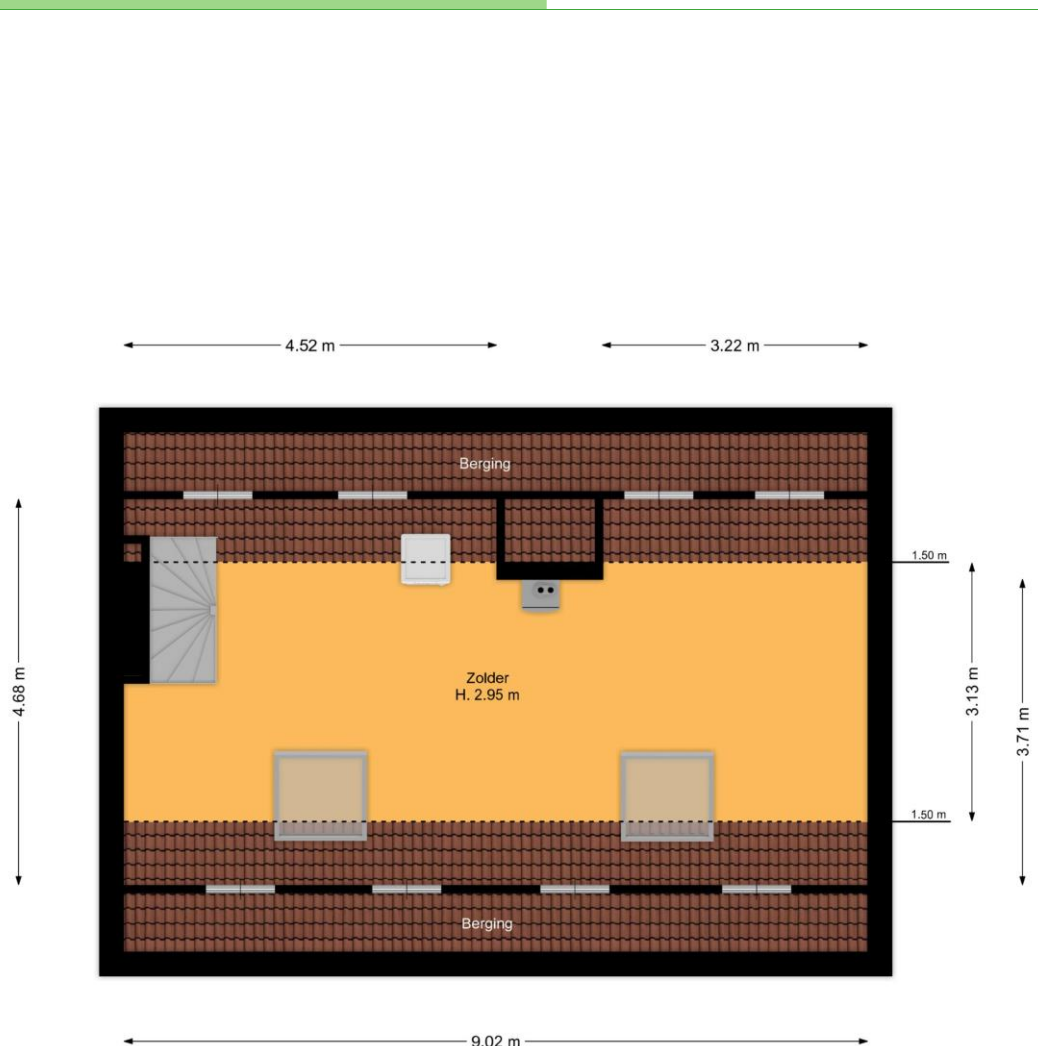 4.52 m
3.22 m
Berging
1.50 m
4.68 m
Zolder
H. 2.95 m
3.13 m
3.71 m
1.50 m
Berging
9.02 m